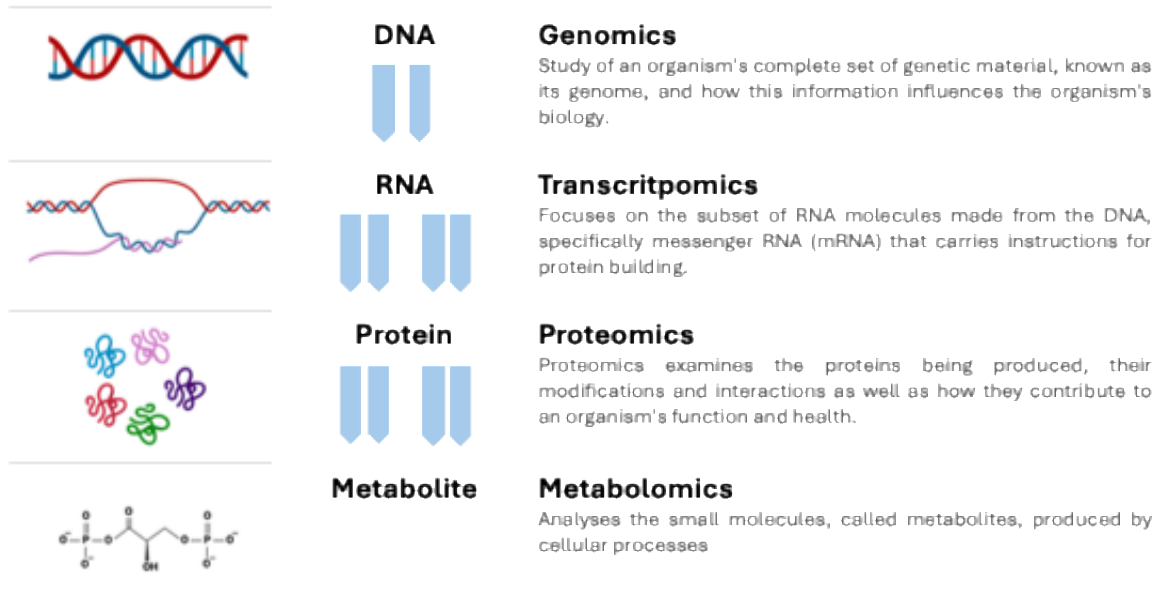 DNA
Genomics
Study of an organism's complete set of genetic material, known as
its genome, and how this information influences the organism's
biology.
RNA
Transcritpomics
Focuses on the subset of RNA molecules made from the DNA,
specifically messenger RNA (mRNA) that carries instructions for
protein building.
Protein
Proteomics
Proteomics examines the proteins being produced, their
modifications and interactions as well as how they contribute to
an organism's function and health.
Metabolite
Metabolomics
Analyses the small molecules, called metabolites, produced by
cellular processes
O O O
O⁻ P O O P O⁻
O⁻ OH O⁻